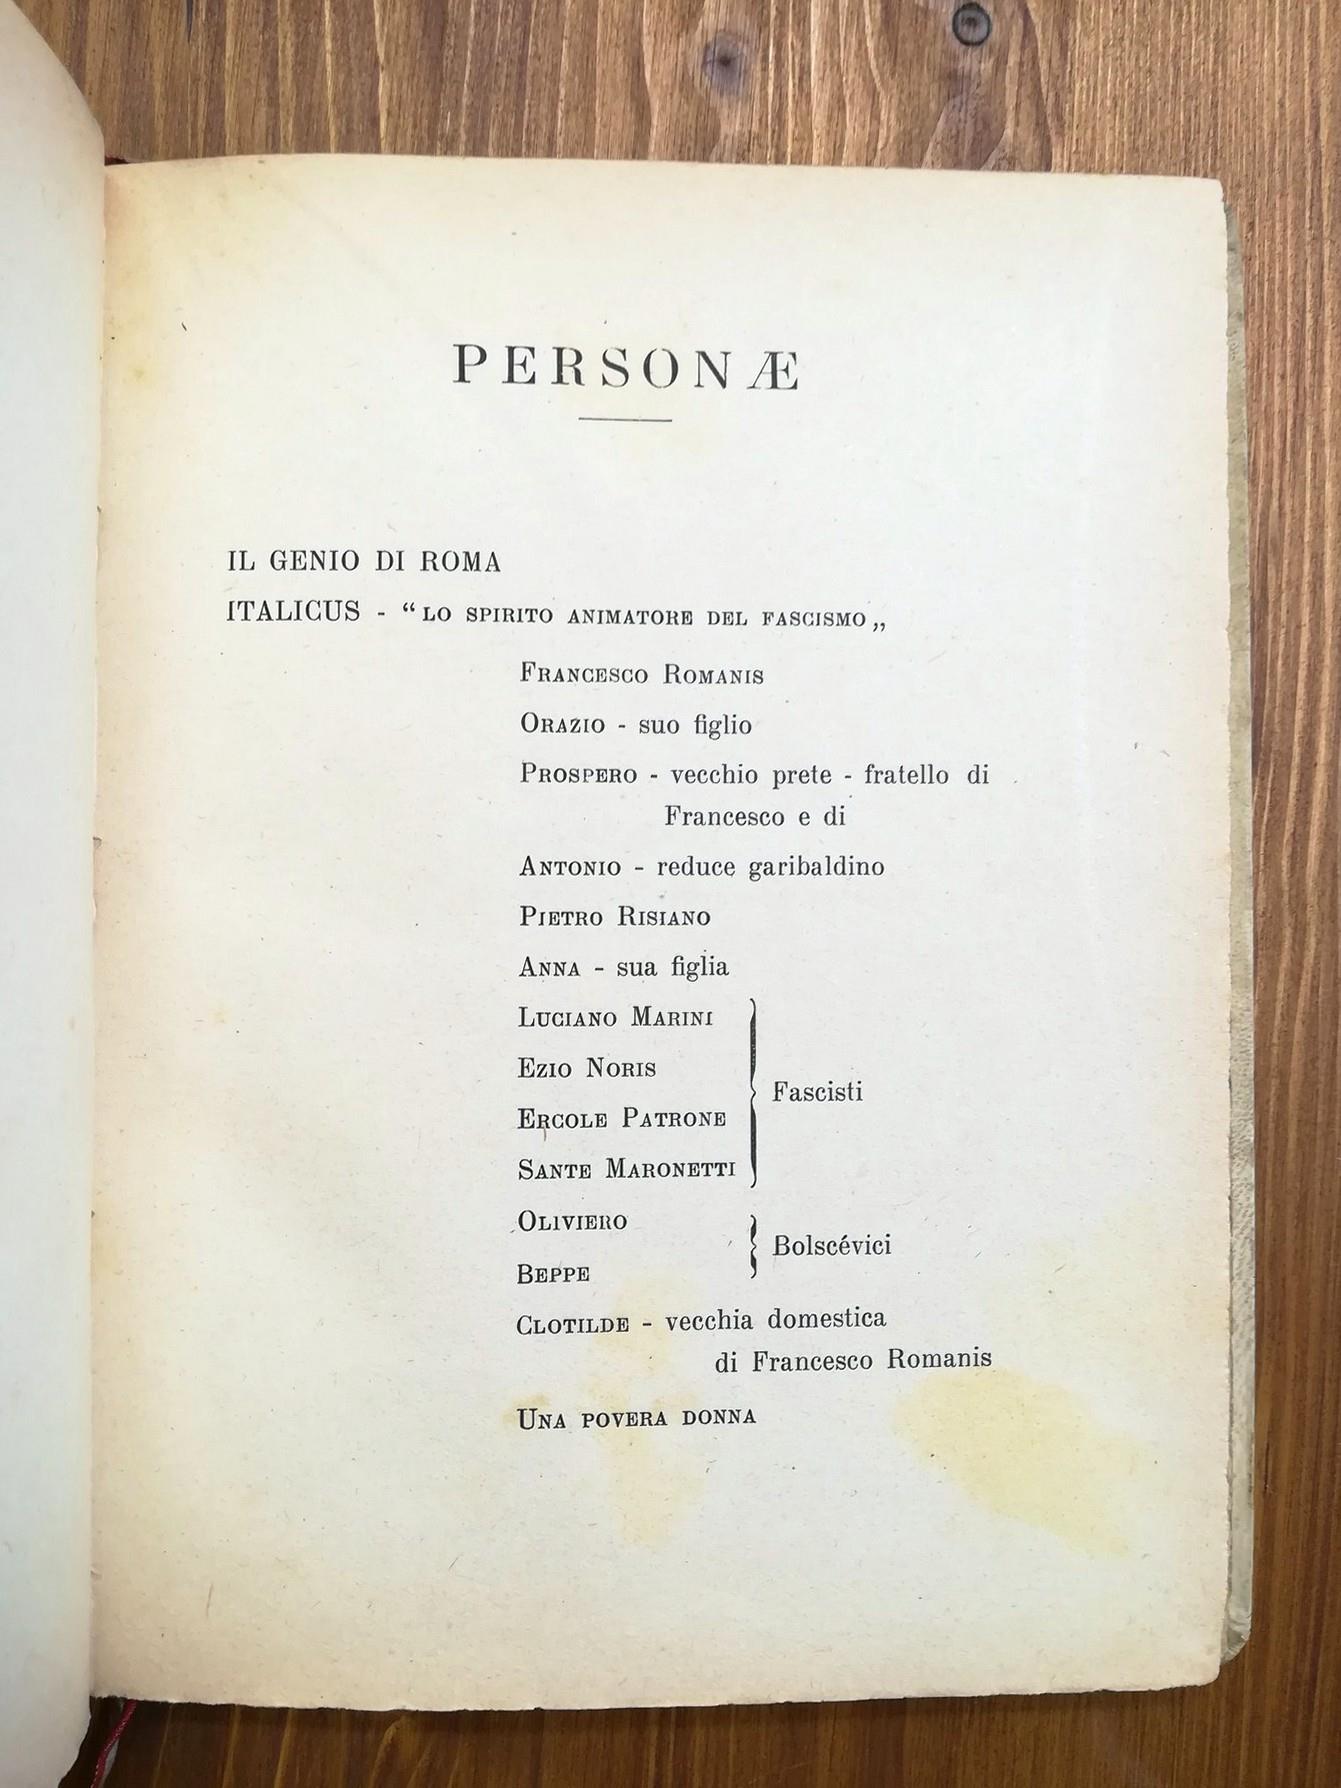 PERSONÆ
IL GENIO DI ROMA
ITALICUS - “LO SPIRITO ANIMATORE DEL FASCISMO„
FRANCESCO ROMANIS
ORAZIO - suo figlio
PROSPERO - vecchio prete - fratello di
Francesco e di
ANTONIO - reduce garibaldino
PIETRO RISIANO
ANNA - sua figlia
LUCIANO MARINI
EZIO NORIS
Fascisti
ERCOLE PATRONE
SANTE MARONETTI
OLIVIERO
Bolscévici
BEPPE
CLOTILDE - vecchia domestica
di Francesco Romanis
UNA POVERA DONNA